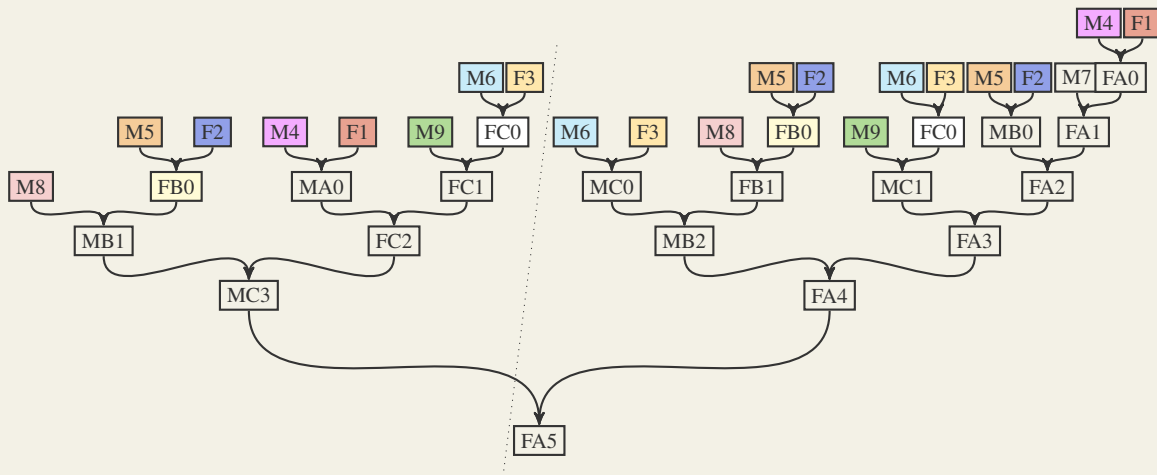 M4 F1
M6 F3 M5 F2 M6 F3 M5 F2 M7 FA0
M5 F2 M4 F1 M9 FC0 M6 F3 M8 FB0 M9 FC0 MB0 FA1
M8 FB0 MA0 FC1 MC0 FB1 MC1 FA2
MB1 FC2 MB2 FA3
MC3 FA4
FA5